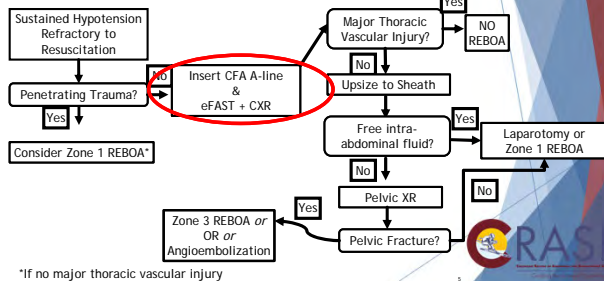 Sustained Hypotension
Refractory to
Resuscitation
Penetrating Trauma?
Yes
Consider Zone 1 REBOA*
No
Insert CFA A-line
&
eFAST + CXR
Major Thoracic
Vascular Injury?
Yes
NO
REBOA
No
Upsize to Sheath
Free intra-
abdominal fluid?
Yes
Laparotomy or
Zone 1 REBOA
No
Pelvic XR
Pelvic Fracture?
No
Yes
Zone 3 REBOA or
OR or
Angioembolization
*If no major thoracic vascular injury
CRASH